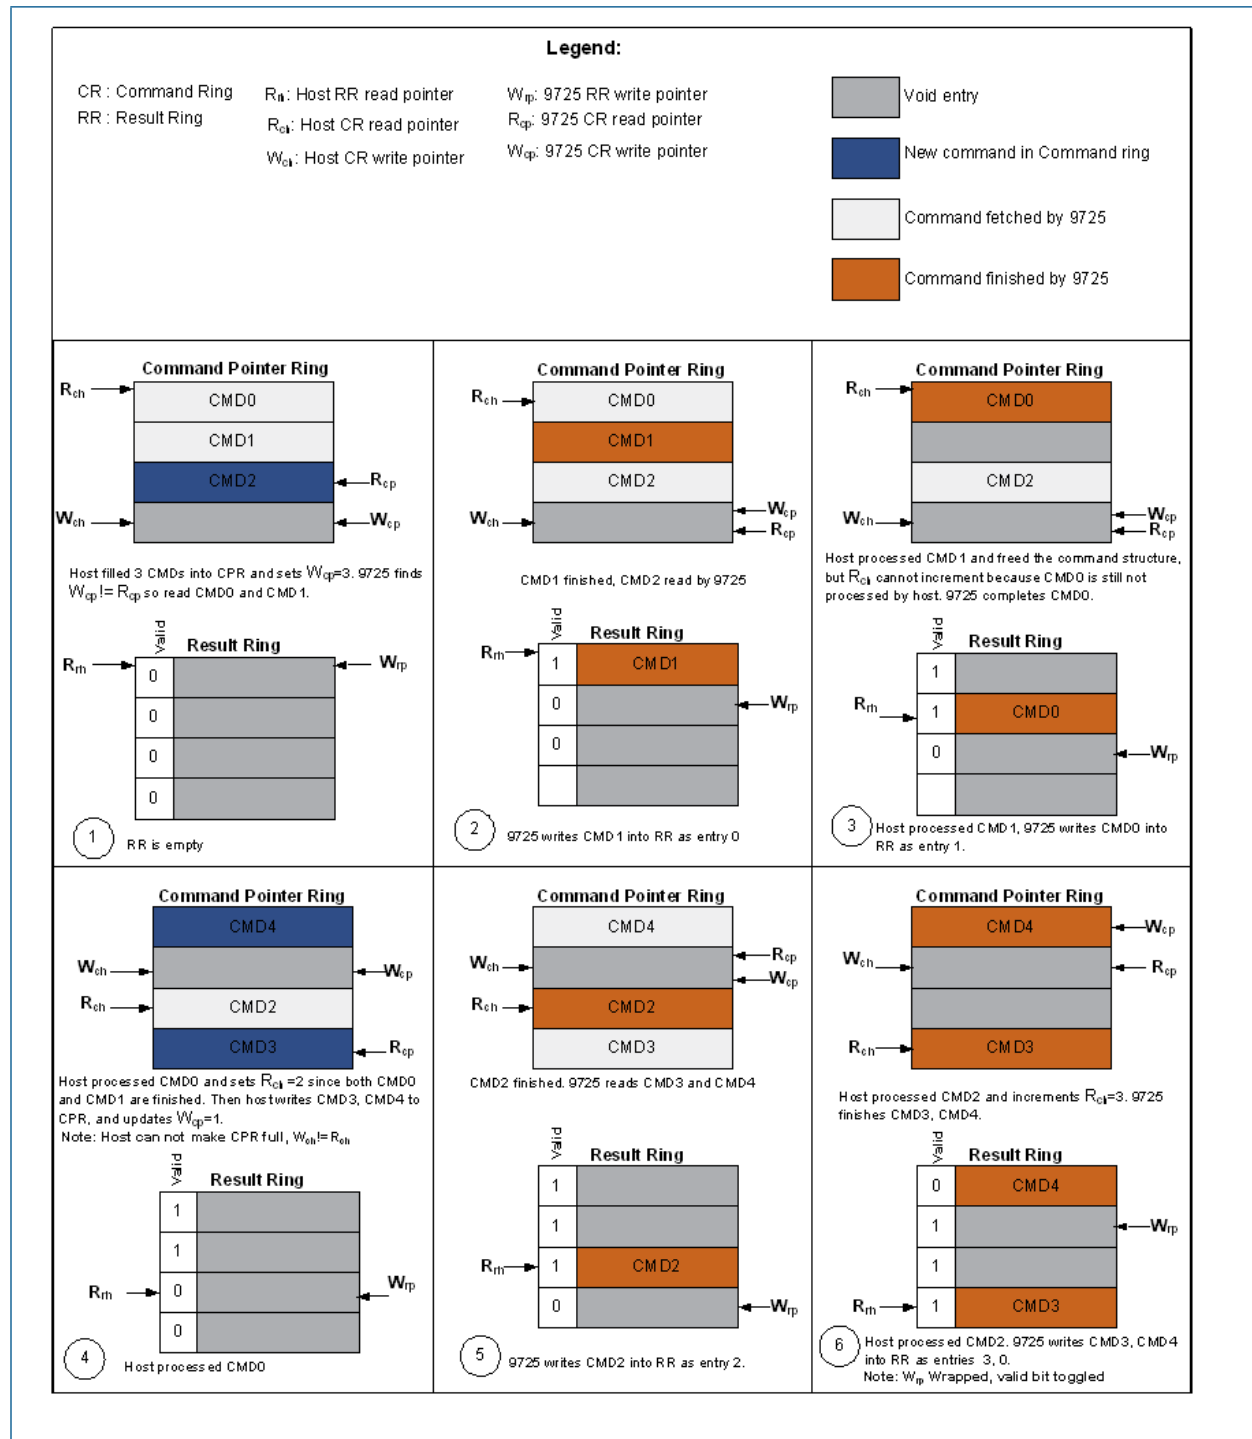 Legend:
CR : Command Ring
RR : Result Ring
Rrh: Host RR read pointer
Rch: Host CR read pointer
Wch: Host CR write pointer
Wrp: 9725 RR write pointer
Rcp: 9725 CR read pointer
Wcp: 9725 CR write pointer
Void entry
New command in Command ring
Command fetched by 9725
Command finished by 9725
Command Pointer Ring
Rch
CMD0
CMD1
CMD2
Rcp
Wch
Wcp
Host filled 3 CMDs into CPR and sets Wcp=3. 9725 finds
Wcp != Rcp so read CMD0 and CMD1.
Valid
Result Ring
Rrh
Wrp
0
0
0
0
1
RR is empty
Command Pointer Ring
Rch
CMD0
CMD1
CMD2
Wch
Wcp
Rcp
CMD1 finished, CMD2 read by 9725
Valid
Result Ring
Rrh
1
CMD1
0
Wrp
0
2
9725 writes CMD1 into RR as entry 0
Command Pointer Ring
Rch
CMD0
CMD2
Wch
Wcp
Rcp
Host processed CMD1 and freed the command structure,
but Rch cannot increment because CMD0 is still not
processed by host. 9725 completes CMD0.
Valid
Result Ring
1
Rrh
1
CMD0
0
Wrp
3
Host processed CMD1, 9725 writes CMD0 into
RR as entry 1.
Command Pointer Ring
CMD4
Wch
Wcp
Rch
CMD2
CMD3
Rcp
Host processed CMD0 and sets Rch =2 since both CMD0
and CMD1 are finished. Then host writes CMD3, CMD4 to
CPR, and updates Wcp=1.
Note: Host can not make CPR full, Wch!= Rch
Valid
Result Ring
1
1
Rrh
0
Wrp
0
4
Host processed CMD0
Command Pointer Ring
CMD4
Rcp
Wch
Wcp
Rch
CMD2
CMD3
CMD2 finished. 9725 reads CMD3 and CMD4
Valid
Result Ring
1
1
Rrh
1
CMD2
0
Wrp
5
9725 writes CMD2 into RR as entry 2.
Command Pointer Ring
CMD4
Wcp
Wch
Rcp
Rch
CMD3
Host processed CMD2 and increments Rch=3. 9725
finishes CMD3, CMD4.
Valid
Result Ring
0
CMD4
1
Wrp
1
Rrh
1
CMD3
6
Host processed CMD2. 9725 writes CMD3, CMD4
into RR as entries 3, 0.
Note: Wrp Wrapped, valid bit toggled